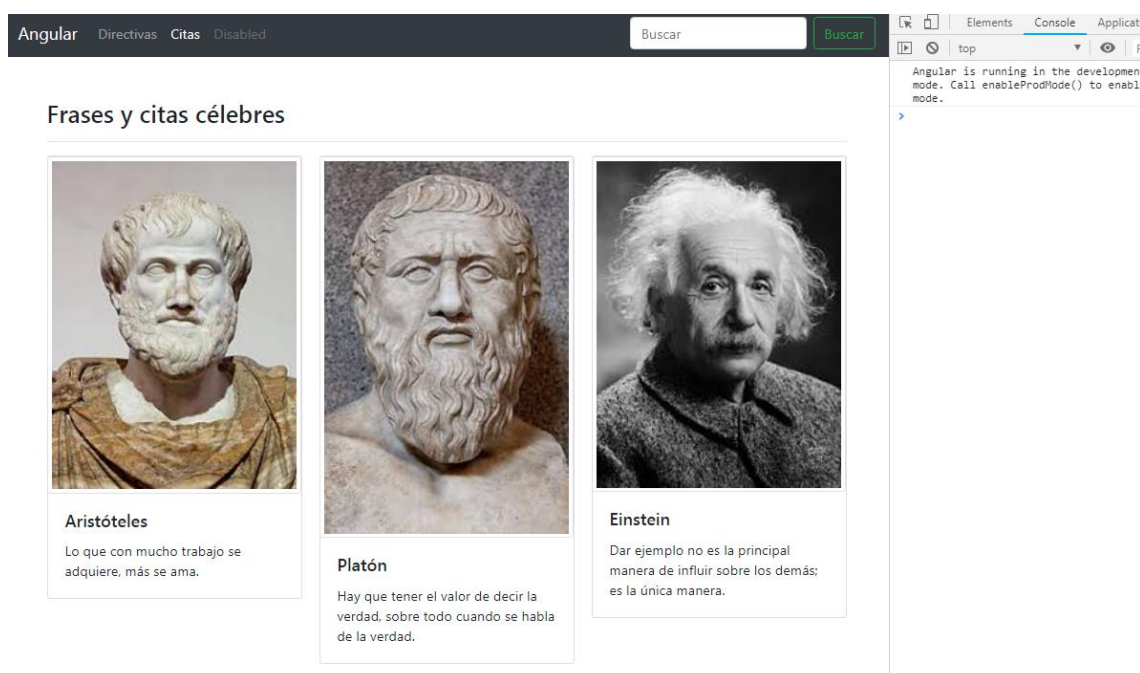 Angular Directivas Citas Disabled Buscar Buscar
Elements Console Applicat
top
Angular is running in the developmen
mode. Call enableProdMode() to enabl
mode.
Frases y citas célebres
Aristóteles
Lo que con mucho trabajo se
adquiere, más se ama.
Platón
Hay que tener el valor de decir la
verdad, sobre todo cuando se habla
de la verdad.
Einstein
Dar ejemplo no es la principal
manera de influir sobre los demás;
es la única manera.